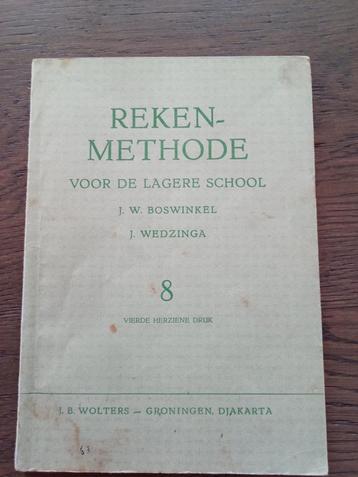 REKEN-
METHODE
VOOR DE LAGERE SCHOOL
J. W. BOSWINKEL
J. WEDZINGA
8
VIERDE HERZIENE DRUK
J. B. WOLTERS — GRONINGEN, DJAKARTA